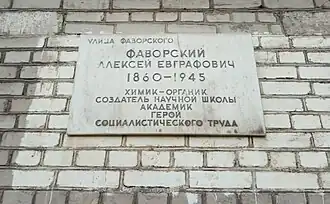 УЛИЦА ФАВОРСКОГО
ФАВОРСКИЙ
АЛЕКСЕЙ ЕВГРАФОВИЧ
1860-1945
ХИМИК-ОРГАНИК
СОЗДАТЕЛЬ НАУЧНОЙ ШКОЛЫ
АКАДЕМИК
ГЕРОЙ
СОЦИАЛИСТИЧЕСКОГО ТРУДА